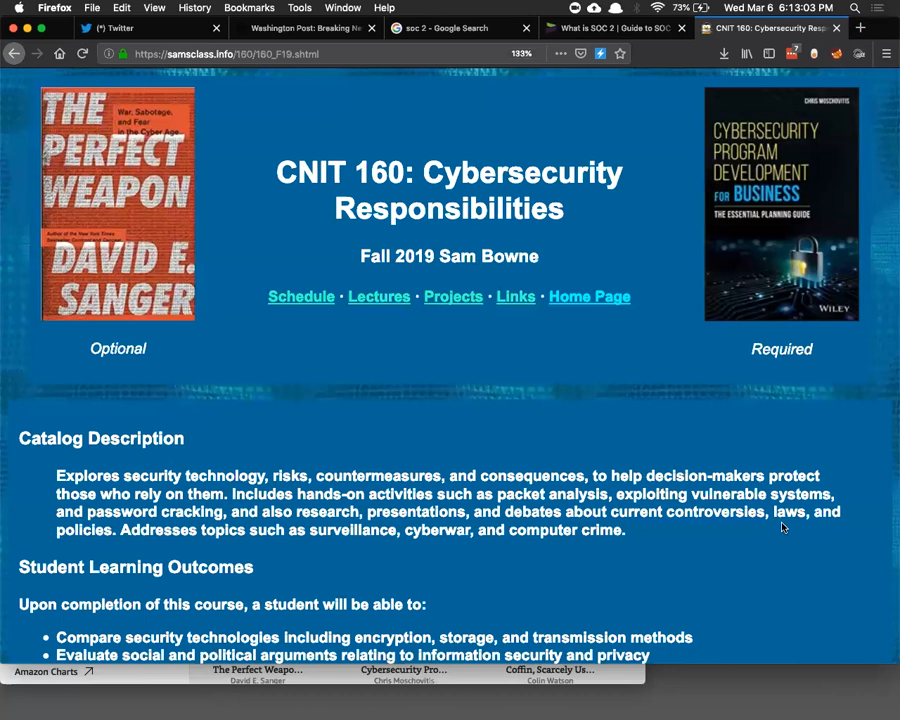 Firefox File Edit View History Bookmarks Tools Window Help 73% Wed Mar 6 6:13:03 PM
(*) Twitter Washington Post: Breaking Ne soc 2 - Google Search What is SOC 2 | Guide to SOC CNIT 160: Cybersecurity Resp
https://samsclass.info/160/160_F19.shtml 133% 7
THE
PERFECT
WEAPON
War, Sabotage,
and Fear
in the Cyber Age
DAVID E.
SANGER
Optional
CNIT 160: Cybersecurity
Responsibilities
Fall 2019 Sam Bowne
Schedule · Lectures · Projects · Links · Home Page
CHRIS MOSCHOVITIS
CYBERSECURITY
PROGRAM
DEVELOPMENT
FOR BUSINESS
THE ESSENTIAL PLANNING GUIDE
WILEY
Required
Catalog Description
Explores security technology, risks, countermeasures, and consequences, to help decision-makers protect
those who rely on them. Includes hands-on activities such as packet analysis, exploiting vulnerable systems,
and password cracking, and also research, presentations, and debates about current controversies, laws, and
policies. Addresses topics such as surveillance, cyberwar, and computer crime.
Student Learning Outcomes
Upon completion of this course, a student will be able to:
• Compare security technologies including encryption, storage, and transmission methods
• Evaluate social and political arguments relating to information security and privacy
Amazon Charts The Perfect Weapo... Cybersecurity Pro... Coffin, Scarcely Us...
David E. Sanger Chris Moschovitis Colin Watson